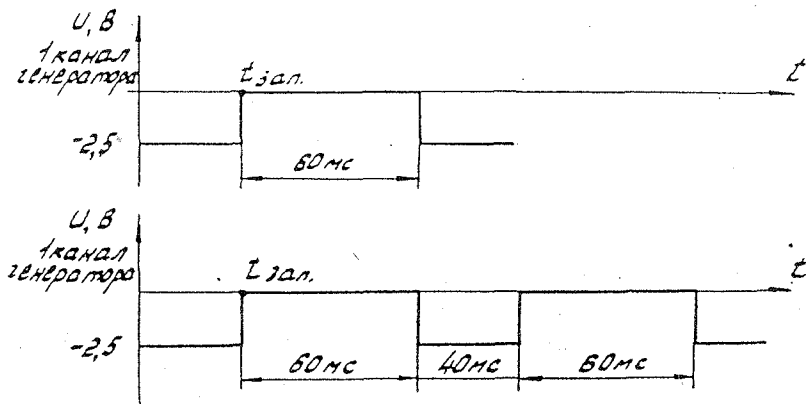 U, В
1 канал
генератора
t зап.
t
-2,5
60 мс
U, В
1 канал
генератора
t зап.
t
-2,5
60 мс
40 мс
60 мс